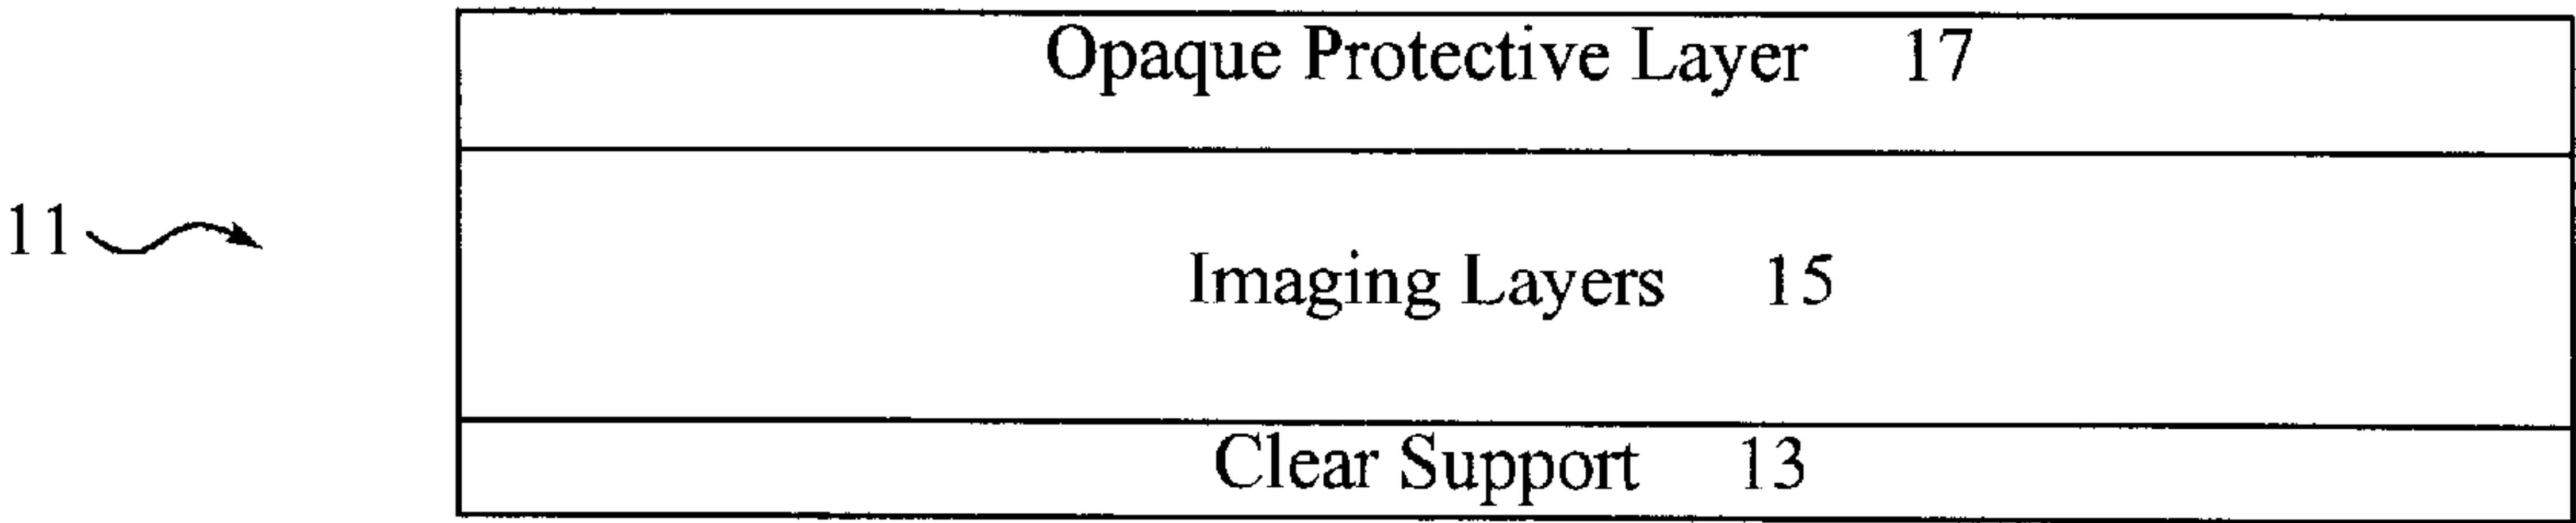 Opaque Protective Layer 17
11
Imaging Layers 15
Clear Support 13